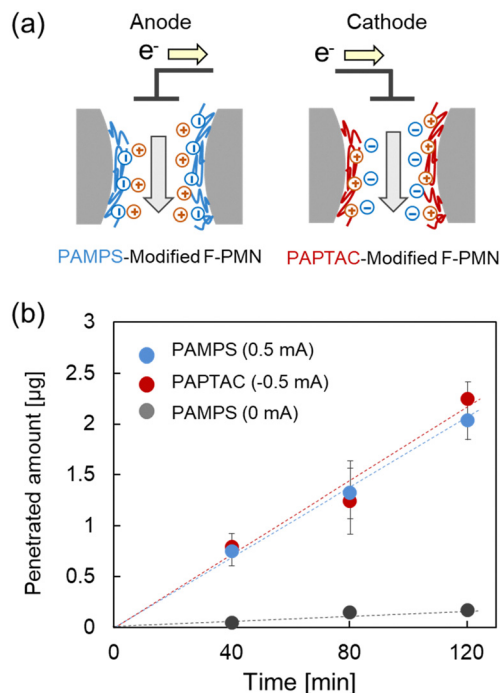 (a)
Anode
Cathode
e-
e-
PAMPS-Modified F-PMN
PAPTAC-Modified F-PMN
(b)
Penetrated amount [μg]
3
2.5
2
1.5
1
0.5
0
PAMPS (0.5 mA)
PAPTAC (-0.5 mA)
PAMPS (0 mA)
0
40
80
120
Time [min]